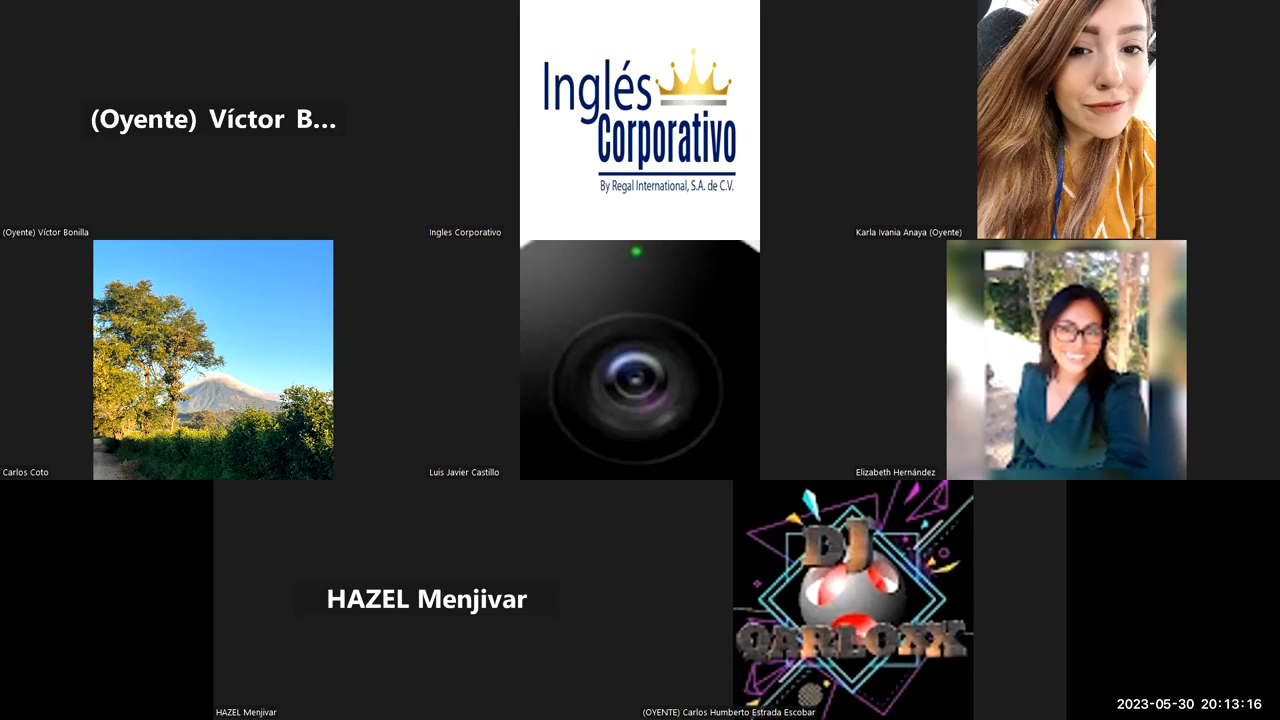 (Oyente) Víctor B...
(Oyente) Víctor Bonilla
Inglés
Corporativo
By Regal International, S.A. de C.V.
Ingles Corporativo
Karla Ivania Anaya (Oyente)
Carlos Coto
Luis Javier Castillo
Elizabeth Hernández
HAZEL Menjivar
HAZEL Menjivar
DJ
QARLOXX
(OYENTE) Carlos Humberto Estrada Escobar
2023-05-30 20:13:16